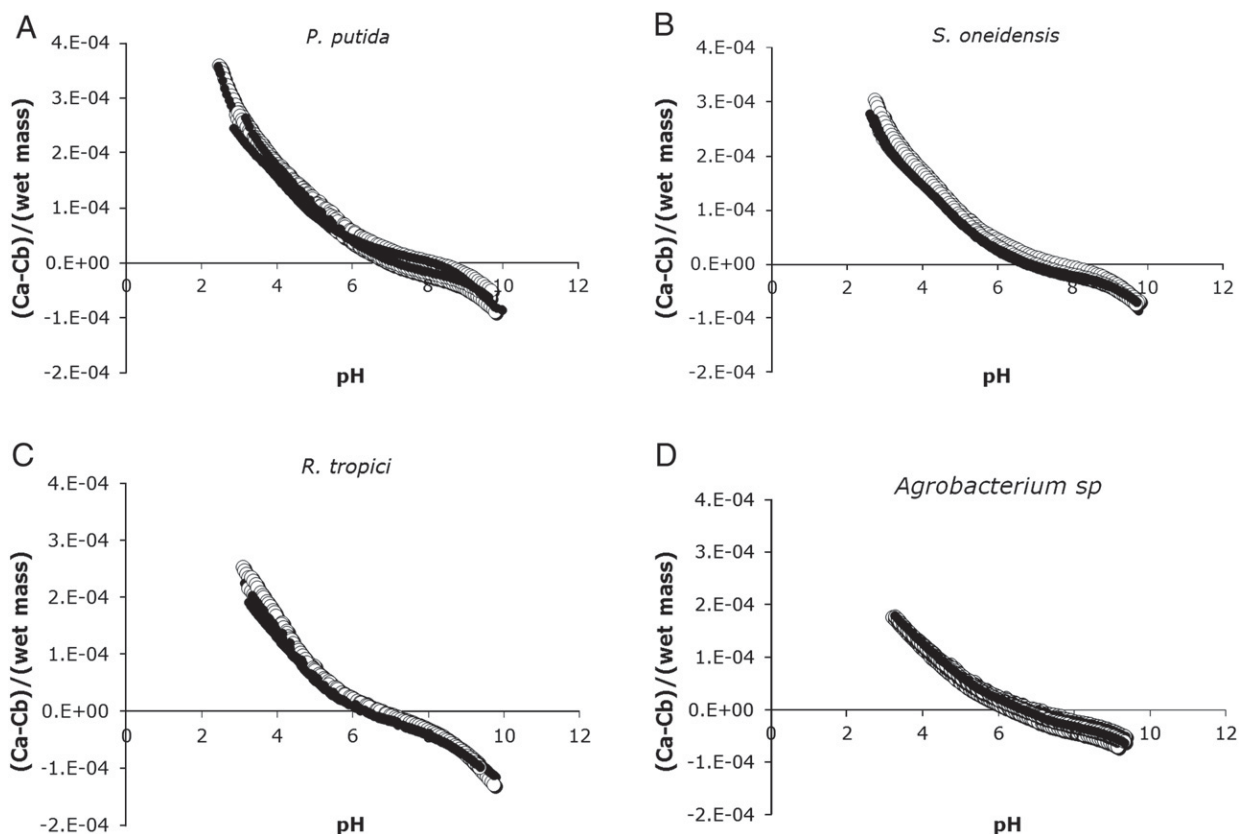 A
P. putida
4.E-04
3.E-04
2.E-04
1.E-04
0.E+00
-1.E-04
-2.E-04
0 2 4 6 8 10 12
(Ca-Cb)/(wet mass)
pH
B
S. oneidensis
4.E-04
3.E-04
2.E-04
1.E-04
0.E+00
-1.E-04
-2.E-04
0 2 4 6 8 10 12
(Ca-Cb)/(wet mass)
pH
C
R. tropici
4.E-04
3.E-04
2.E-04
1.E-04
0.E+00
-1.E-04
-2.E-04
0 2 4 6 8 10 12
(Ca-Cb)/(wet mass)
pH
D
Agrobacterium sp
4.E-04
3.E-04
2.E-04
1.E-04
0.E+00
-1.E-04
-2.E-04
0 2 4 6 8 10 12
(Ca-Cb)/(wet mass)
pH